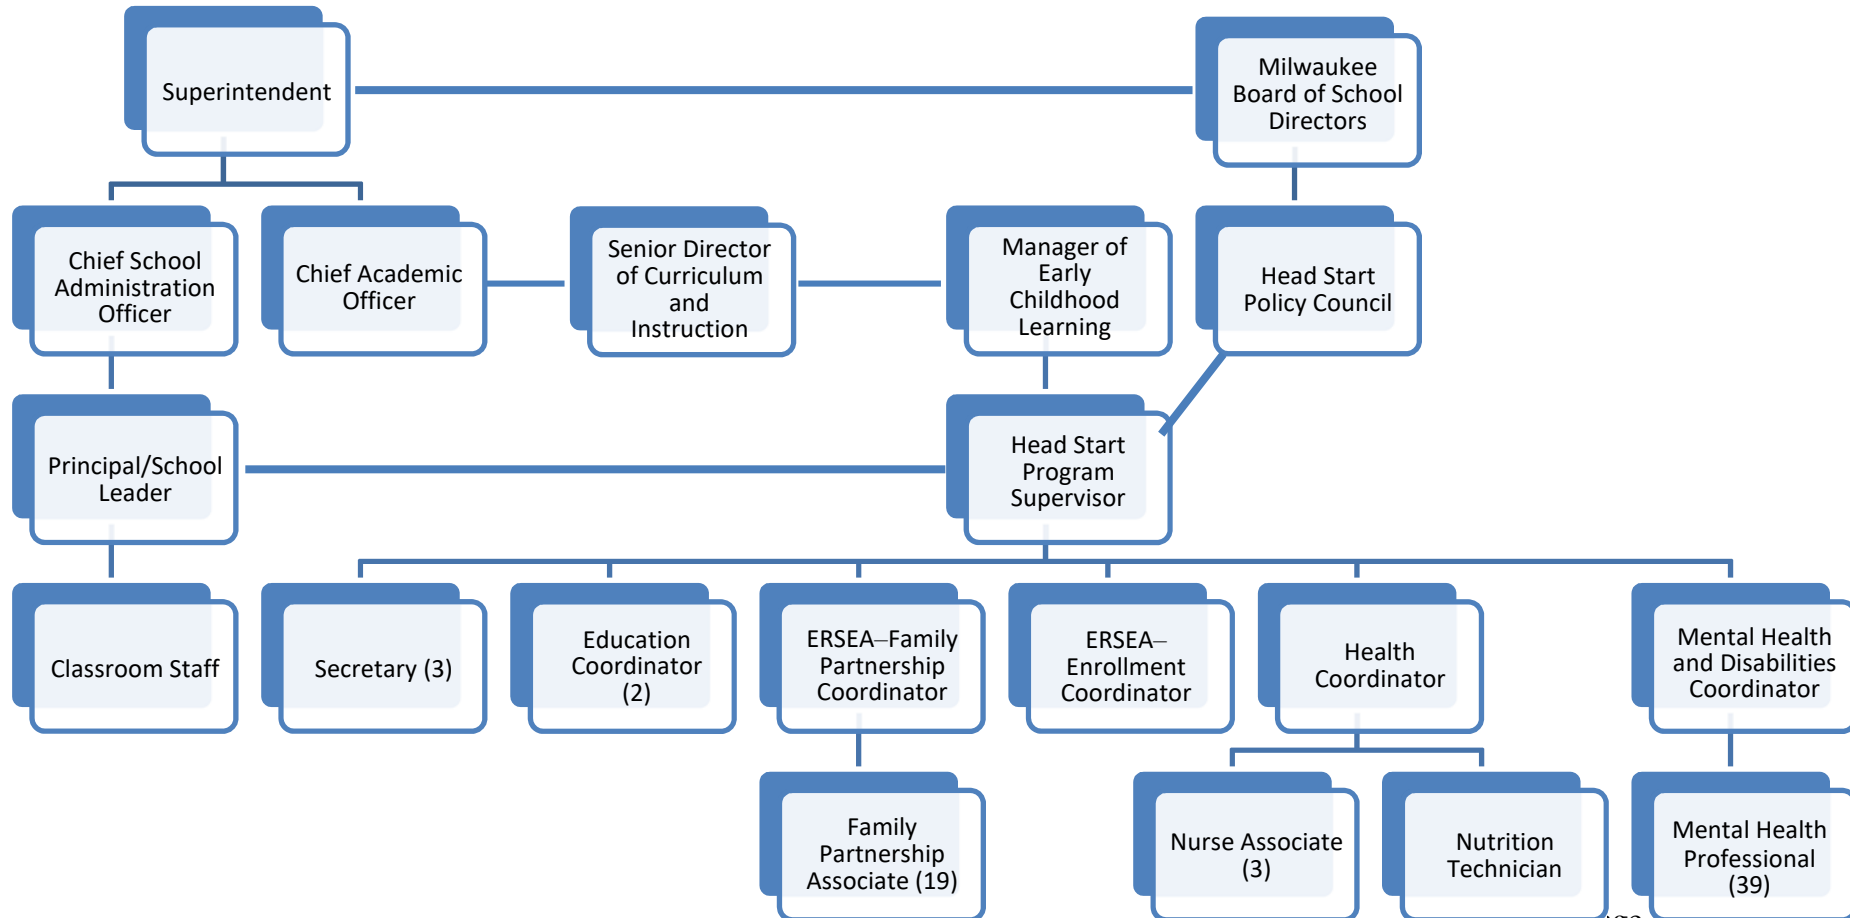 Superintendent
Milwaukee
Board of School
Directors
Chief School
Administration
Officer
Chief Academic
Officer
Senior Director
of Curriculum
and
Instruction
Manager of
Early
Childhood
Learning
Head Start
Policy Council
Principal/School
Leader
Head Start
Program
Supervisor
Classroom Staff
Secretary (3)
Education
Coordinator
(2)
ERSEA–Family
Partnership
Coordinator
ERSEA–
Enrollment
Coordinator
Health
Coordinator
Mental Health
and Disabilities
Coordinator
Family
Partnership
Associate (19)
Nurse Associate
(3)
Nutrition
Technician
Mental Health
Professional
(39)